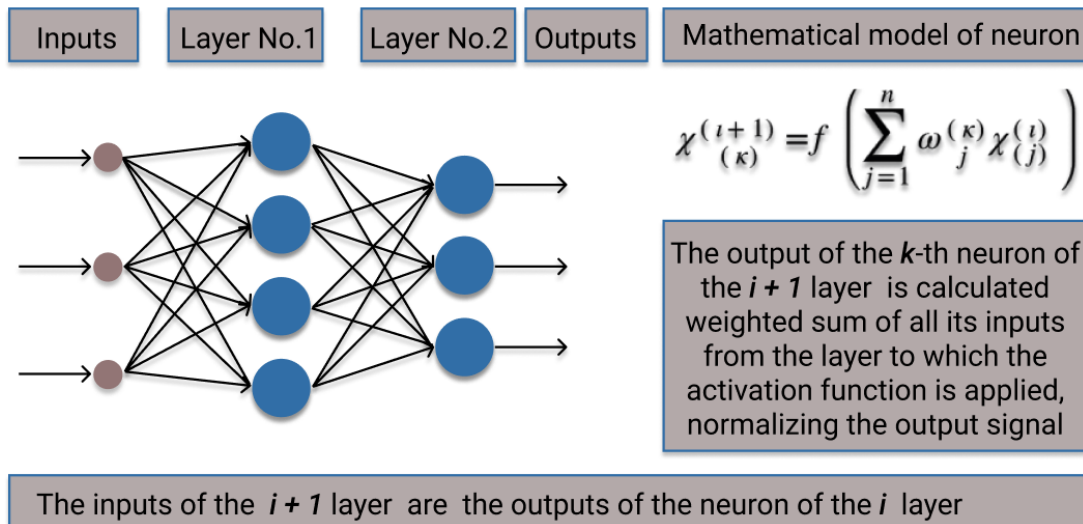 Inputs
Layer No.1
Layer No.2
Outputs
Mathematical model of neuron
χ^{(ι+1)}_{(κ)} = f ( ∑_{j=1}^{n} ω^{(κ)}_{j} χ^{(ι)}_{(j)} )
The output of the k-th neuron of
the i + 1 layer is calculated
weighted sum of all its inputs
from the layer to which the
activation function is applied,
normalizing the output signal
The inputs of the i + 1 layer are the outputs of the neuron of the i layer